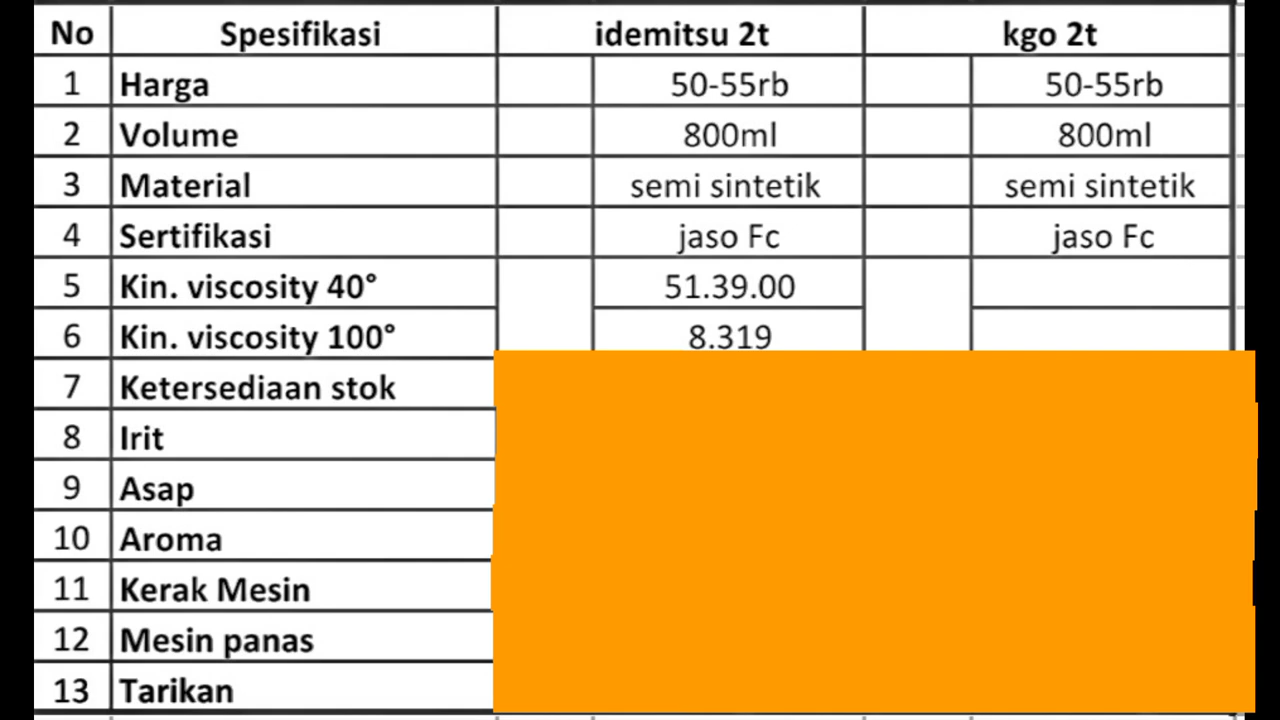 No Spesifikasi idemitsu 2t kgo 2t
1 Harga 50-55rb 50-55rb
2 Volume 800ml 800ml
3 Material semi sintetik semi sintetik
4 Sertifikasi jaso Fc jaso Fc
5 Kin. viscosity 40° 51.39.00
6 Kin. viscosity 100° 8.319
7 Ketersediaan stok
8 Irit
9 Asap
10 Aroma
11 Kerak Mesin
12 Mesin panas
13 Tarikan